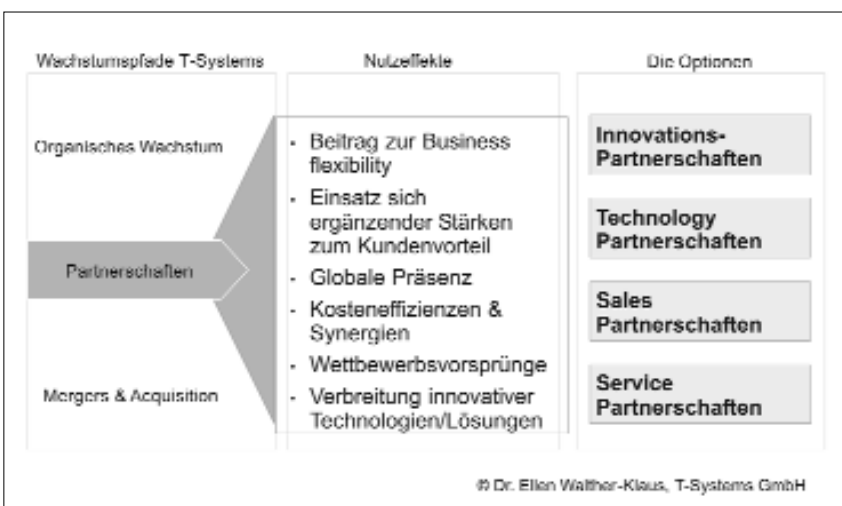 Wachstumspfade T-Systems
Nutzeffekte
Die Optionen
Organisches Wachstum
Partnerschaften
Mergers & Acquisition
- Beitrag zur Business
flexibility
- Einsatz sich
ergänzender Stärken
zum Kundenvorteil
- Globale Präsenz
- Kosteneffizienzen &
Synergien
- Wettbewerbsvorsprünge
- Verbreitung innovativer
Technologien/Lösungen
Innovations-
Partnerschaften
Technology
Partnerschaften
Sales
Partnerschaften
Service
Partnerschaften
© Dr. Ellen Walther-Klaus, T-Systems GmbH